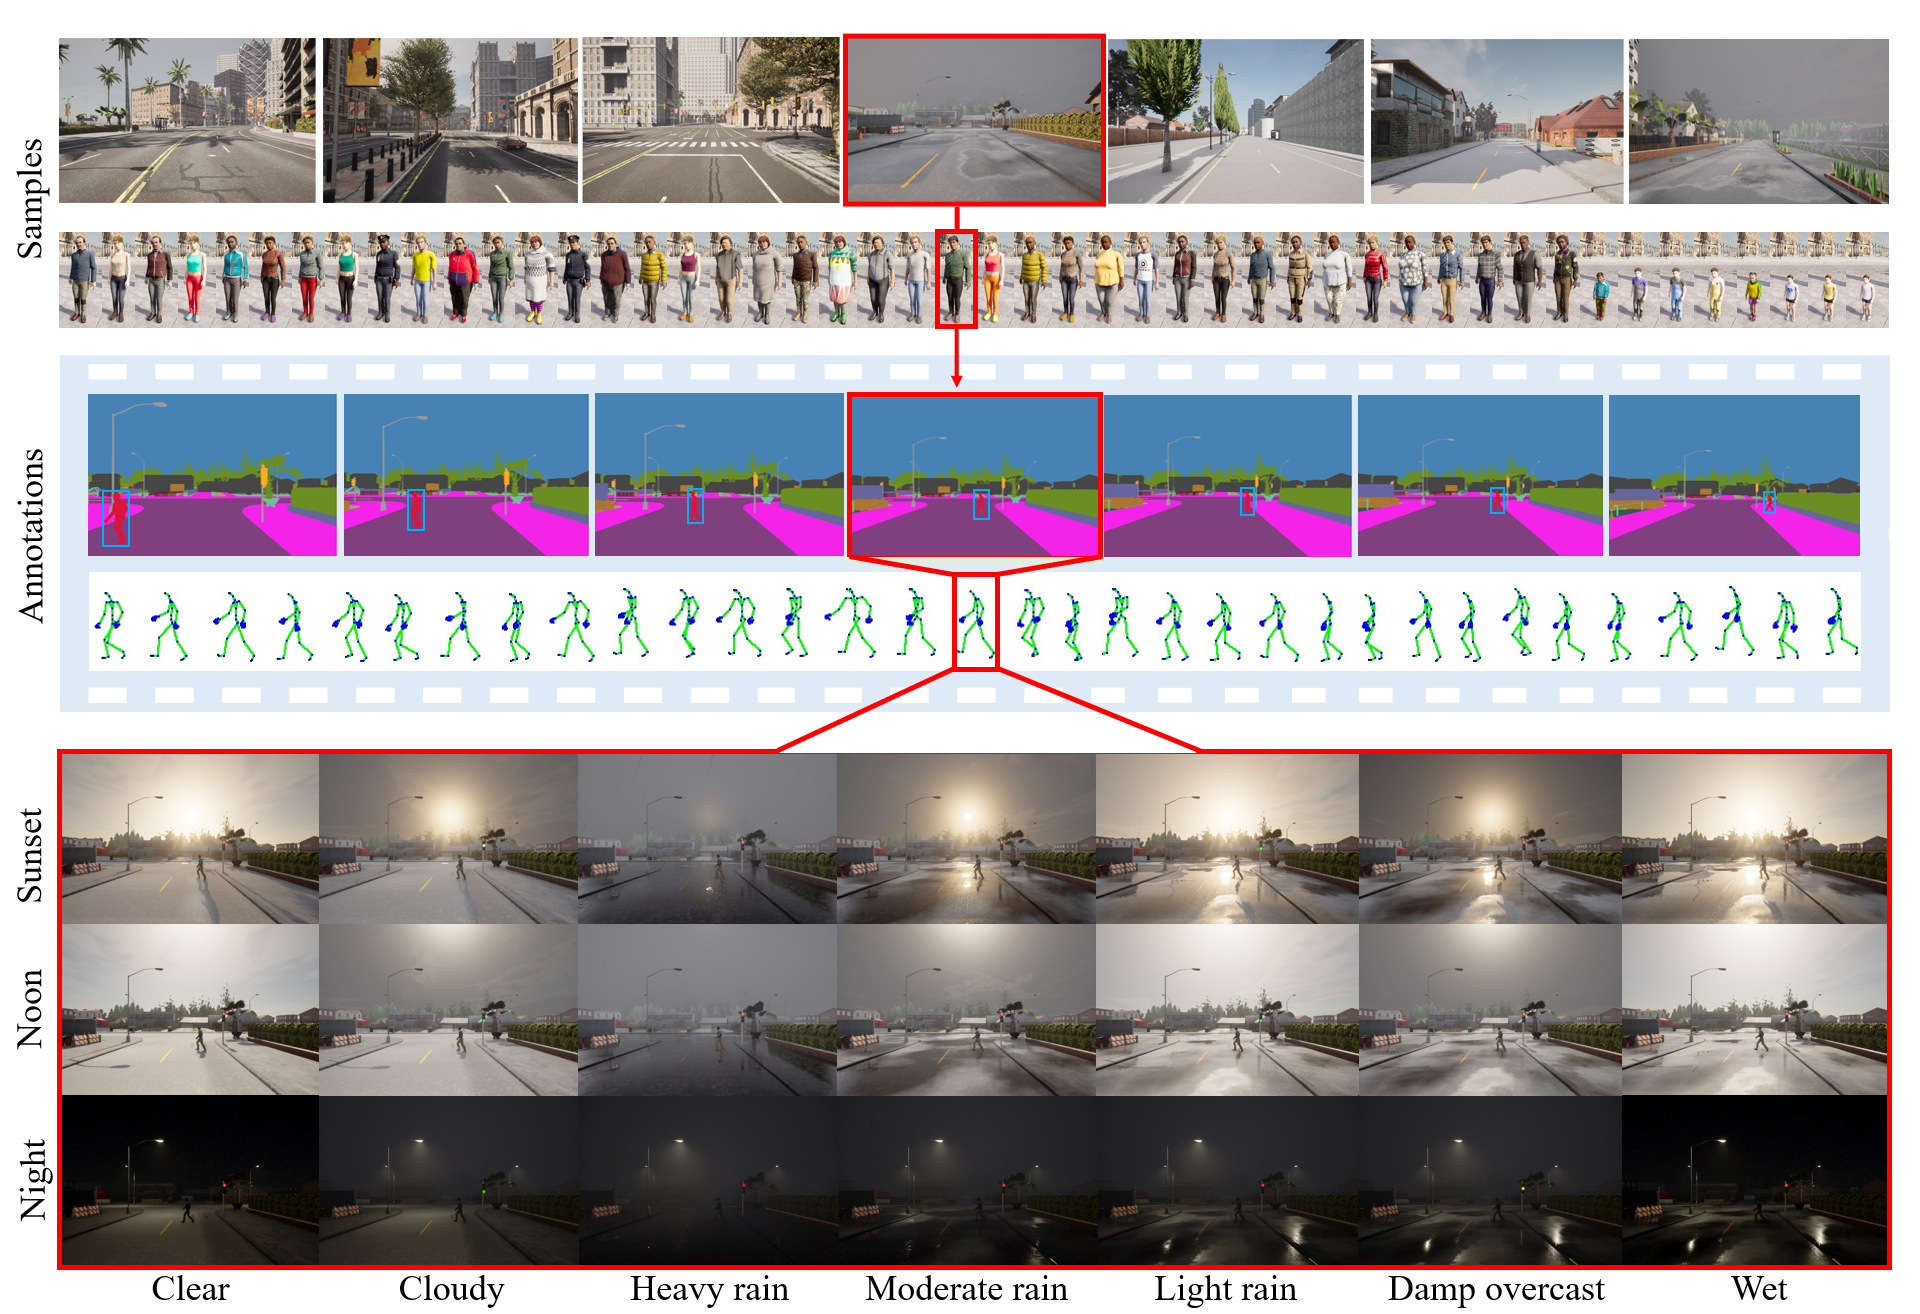 Samples
Annotations
Sunset
Noon
Night
Clear
Cloudy
Heavy rain
Moderate rain
Light rain
Damp overcast
Wet